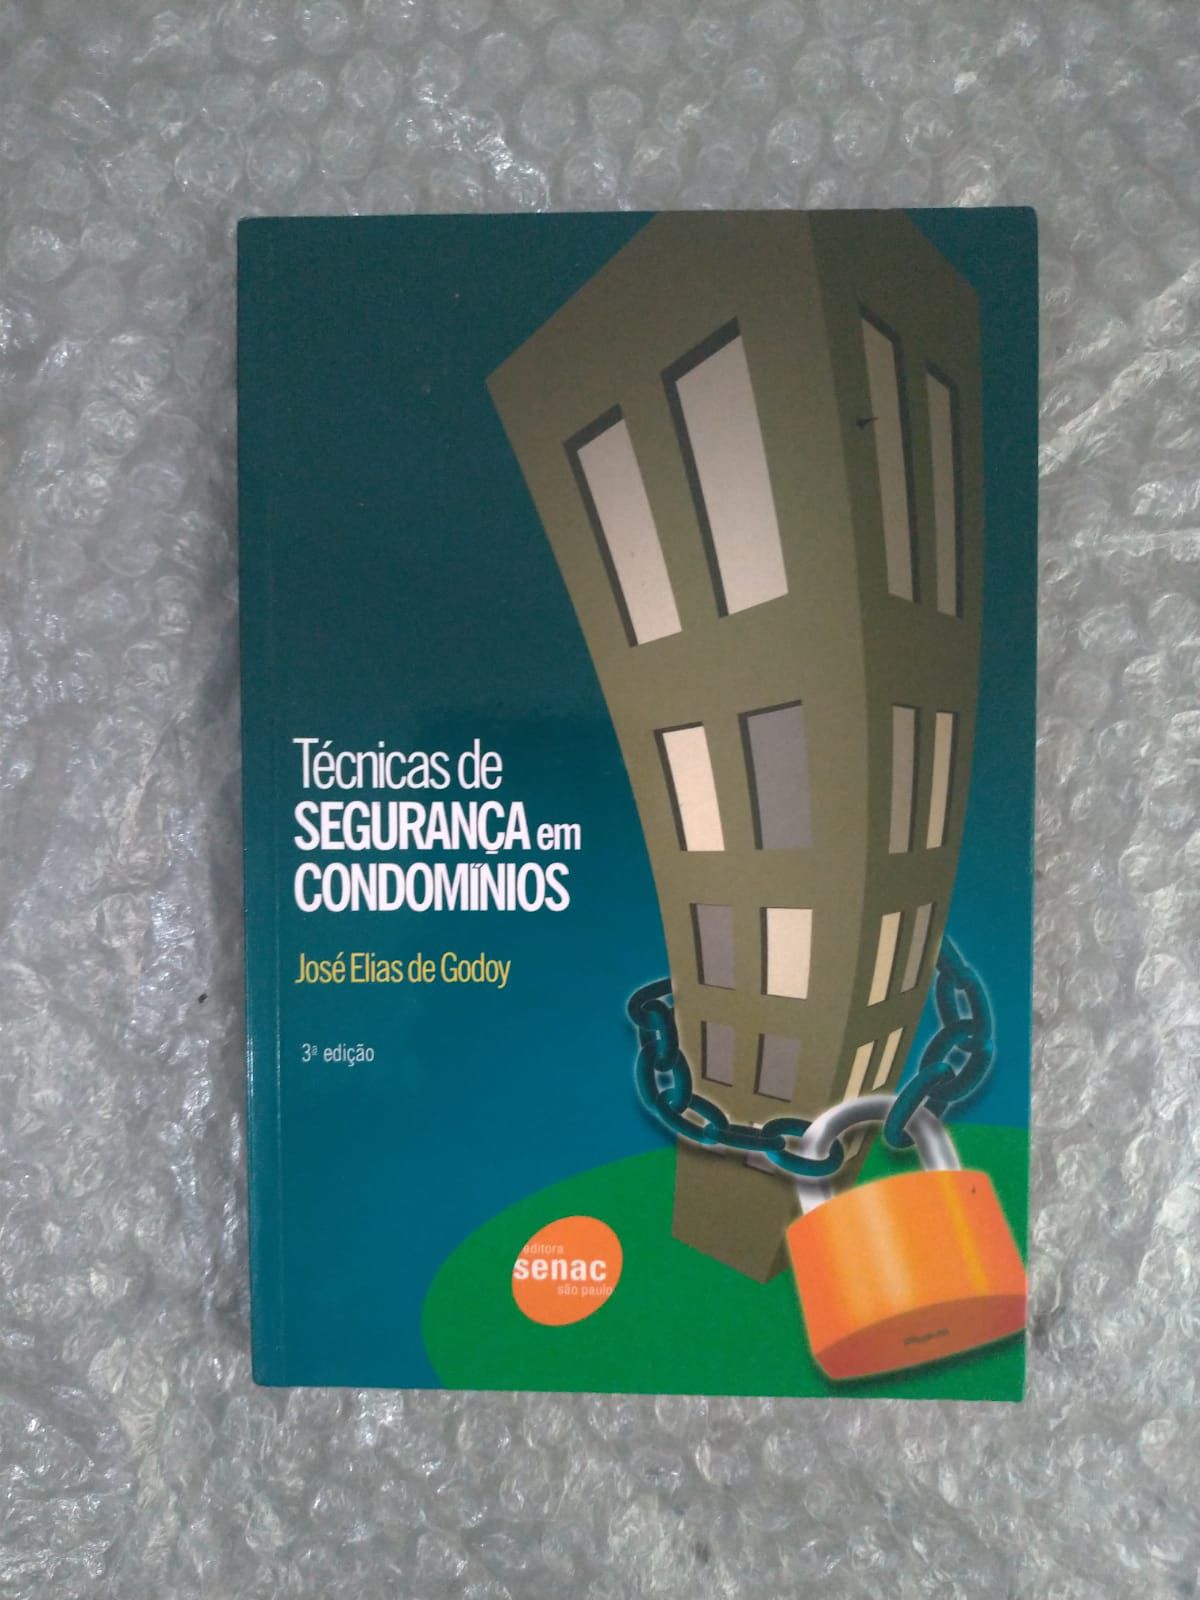 Técnicas de
SEGURANÇA em
CONDOMÍNIOS
José Elias de Godoy
3ª edição
editora
senac
são paulo